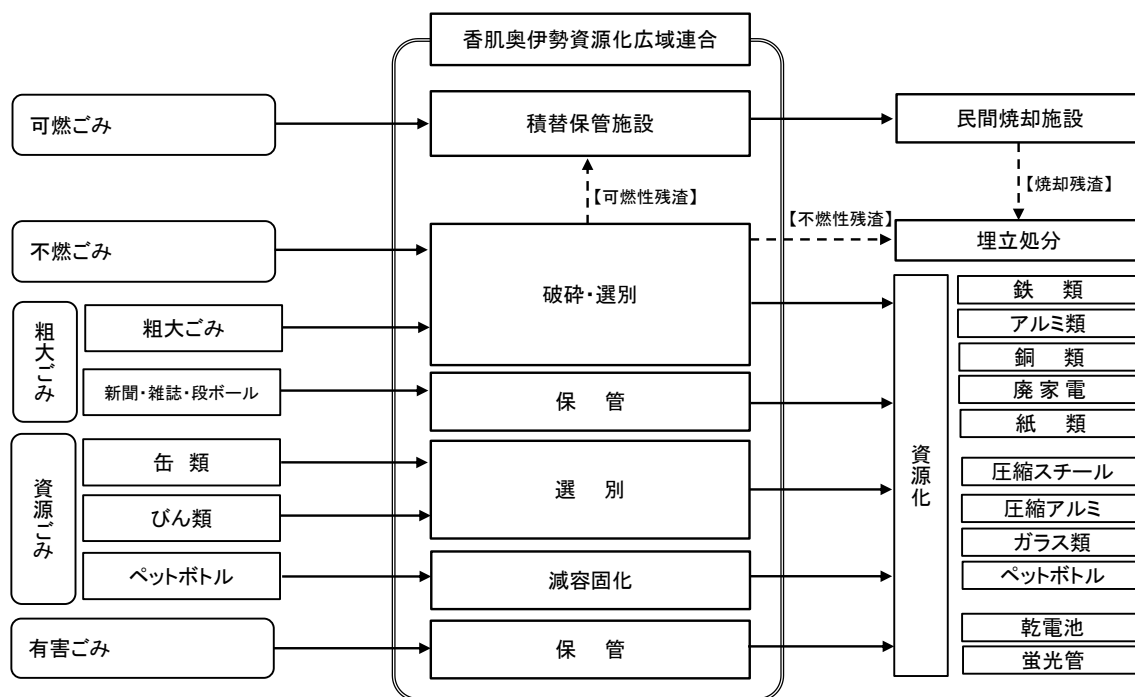 香肌奥伊勢資源化広域連合
可燃ごみ
積替保管施設
民間焼却施設
【可燃性残渣】
【焼却残渣】
不燃ごみ
【不燃性残渣】
埋立処分
破砕・選別
粗大ごみ
粗大ごみ
新聞・雑誌・段ボール
保 管
資源ごみ
缶 類
びん類
選 別
ペットボトル
減容固化
有害ごみ
保 管
資源化
鉄 類
アルミ類
銅 類
廃 家 電
紙 類
圧縮スチール
圧縮アルミ
ガラス類
ペットボトル
乾電池
蛍光管